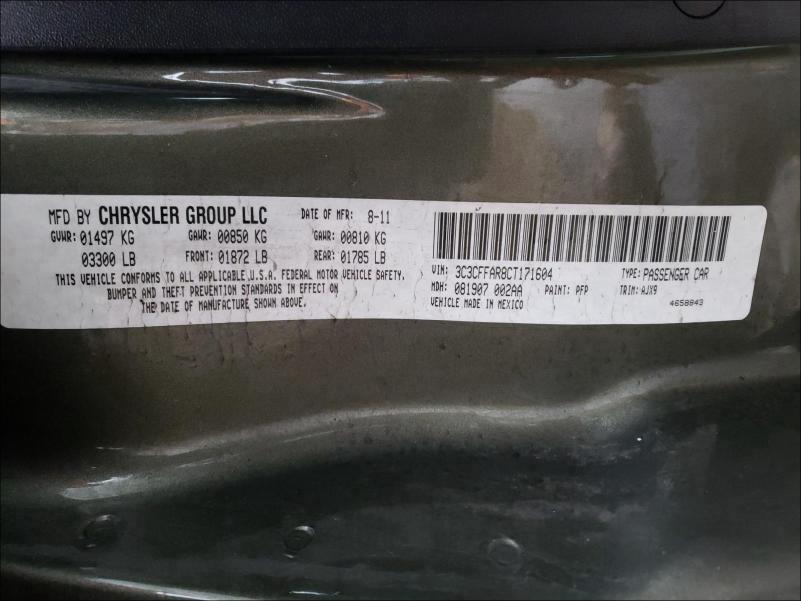 MFD BY CHRYSLER GROUP LLC DATE OF MFR: 8-11
GVWR: 01497 KG GAWR: 00850 KG GAWR: 00810 KG
03300 LB FRONT: 01872 LB REAR: 01785 LB
THIS VEHICLE CONFORMS TO ALL APPLICABLE U.S.A. FEDERAL MOTOR VEHICLE SAFETY,
BUMPER AND THEFT PREVENTION STANDARDS IN EFFECT ON
THE DATE OF MANUFACTURE SHOWN ABOVE.
VIN: 3C3CFFAR8CT171604 TYPE: PASSENGER CAR
MDH: 081907 002AA PAINT: PFP TRIM: AJX9
VEHICLE MADE IN MEXICO 4658843